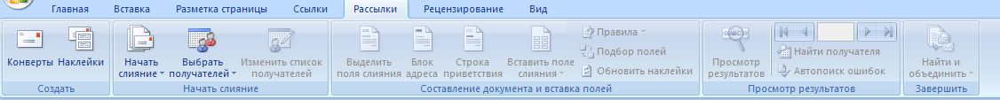 Главная Вставка Разметка страницы Ссылки Рассылки Рецензирование Вид
Конверты Наклейки
Создать
Начать слияние
Выбрать получателей
Изменить список получателей
Начать слияние
Выделить поля слияния
Блок адреса
Строка приветствия
Вставить поле слияния
Правила
Подбор полей
Обновить наклейки
Составление документа и вставка полей
«ABC»
Просмотр результатов
Найти получателя
Автопоиск ошибок
Просмотр результатов
Найти и объединить
Завершить